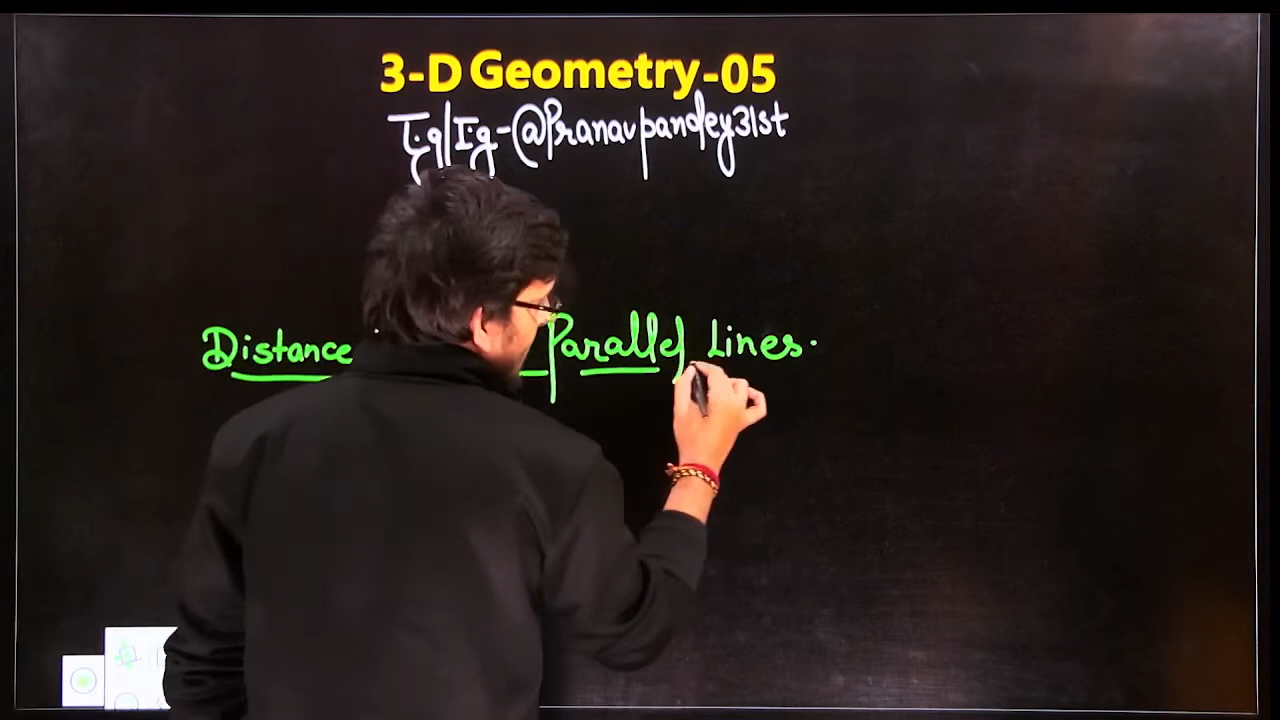 3-D Geometry-05
T.g/I.g-@Pranavpandey31st
Distance Parallel Lines.